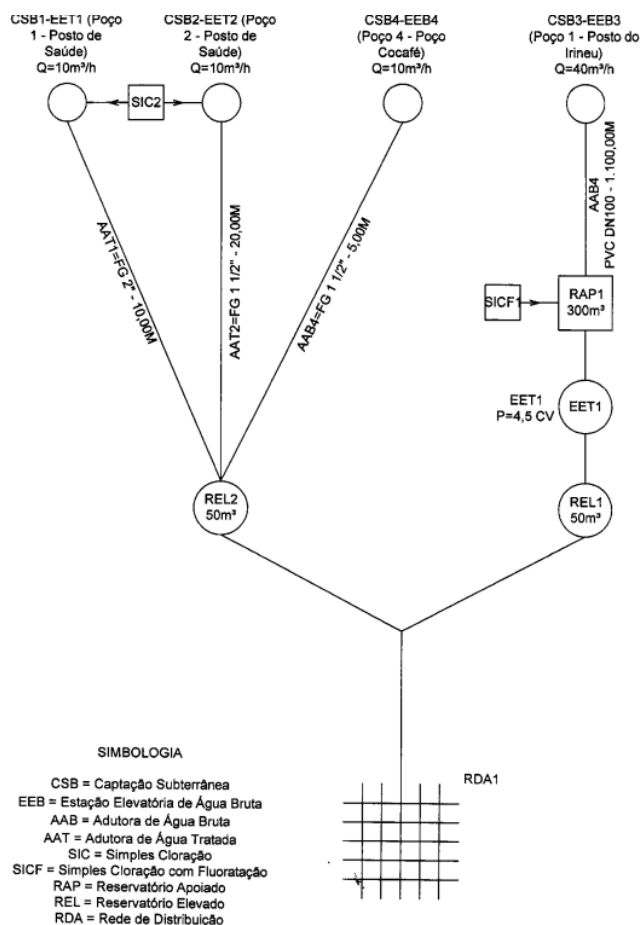 CSB1-EET1 (Poço
1 - Posto de
Saúde)
Q=10m³/h
CSB2-EET2 (Poço
2 - Posto de
Saúde)
Q=10m³/h
CSB4-EEB4
(Poço 4 - Poço
Cocafé)
Q=10m³/h
CSB3-EEB3
(Poço 1 - Posto do
Irineu)
Q=40m³/h
SIC2
AAT1=FG 2" - 10,00M
AAT2=FG 1 1/2" - 20,00M
AAB4=FG 1 1/2" - 5,00M
AAB4
PVC DN100 - 1.100,00M
SICF1
RAP1
300m³
EET1
P=4,5 CV
EET1
REL2
50m³
REL1
50m³
RDA1
SIMBOLOGIA
CSB = Captação Subterrânea
EEB = Estação Elevatória de Água Bruta
AAB = Adutora de Água Bruta
AAT = Adutora de Água Tratada
SIC = Simples Cloração
SICF = Simples Cloração com Fluoratação
RAP = Reservatório Apoiado
REL = Reservatório Elevado
RDA = Rede de Distribuição